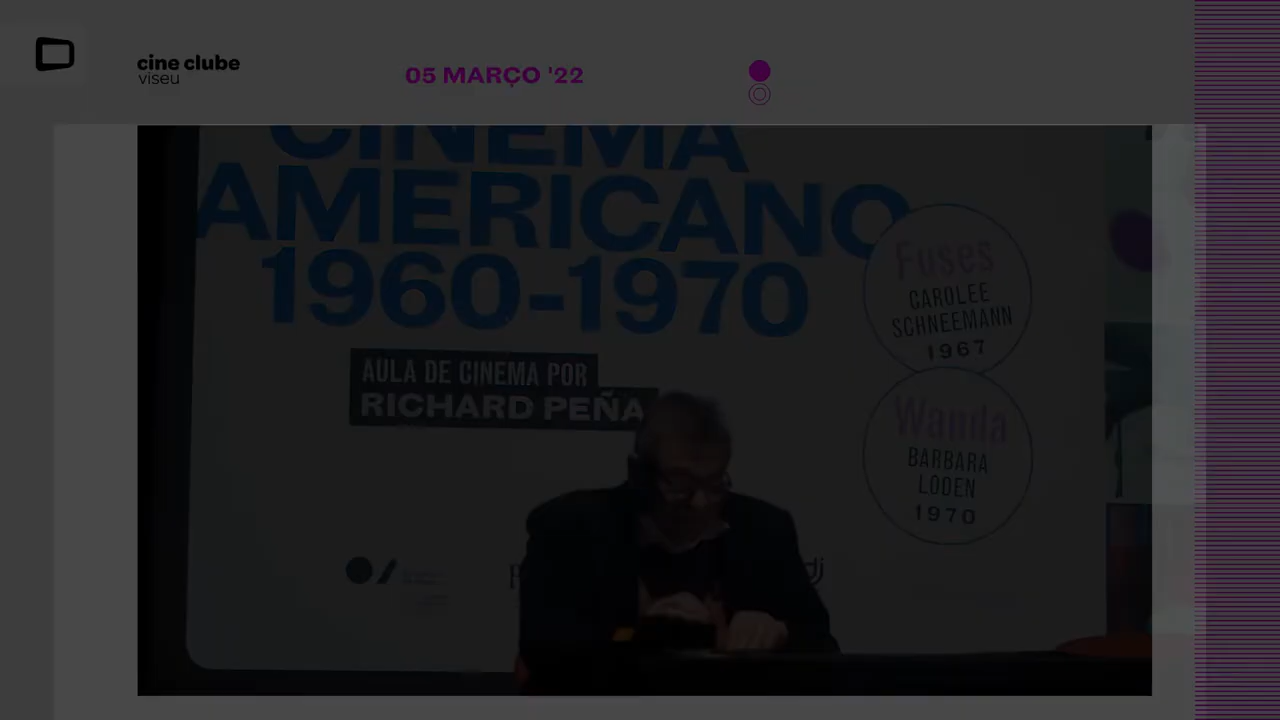 cine clube
viseu
05 MARÇO '22
CINEMA
AMERICANO
1960-1970
AULA DE CINEMA POR
RICHARD PEÑA
Fuses
CAROLEE
SCHNEEMANN
1967
Wanda
BARBARA
LODEN
1970